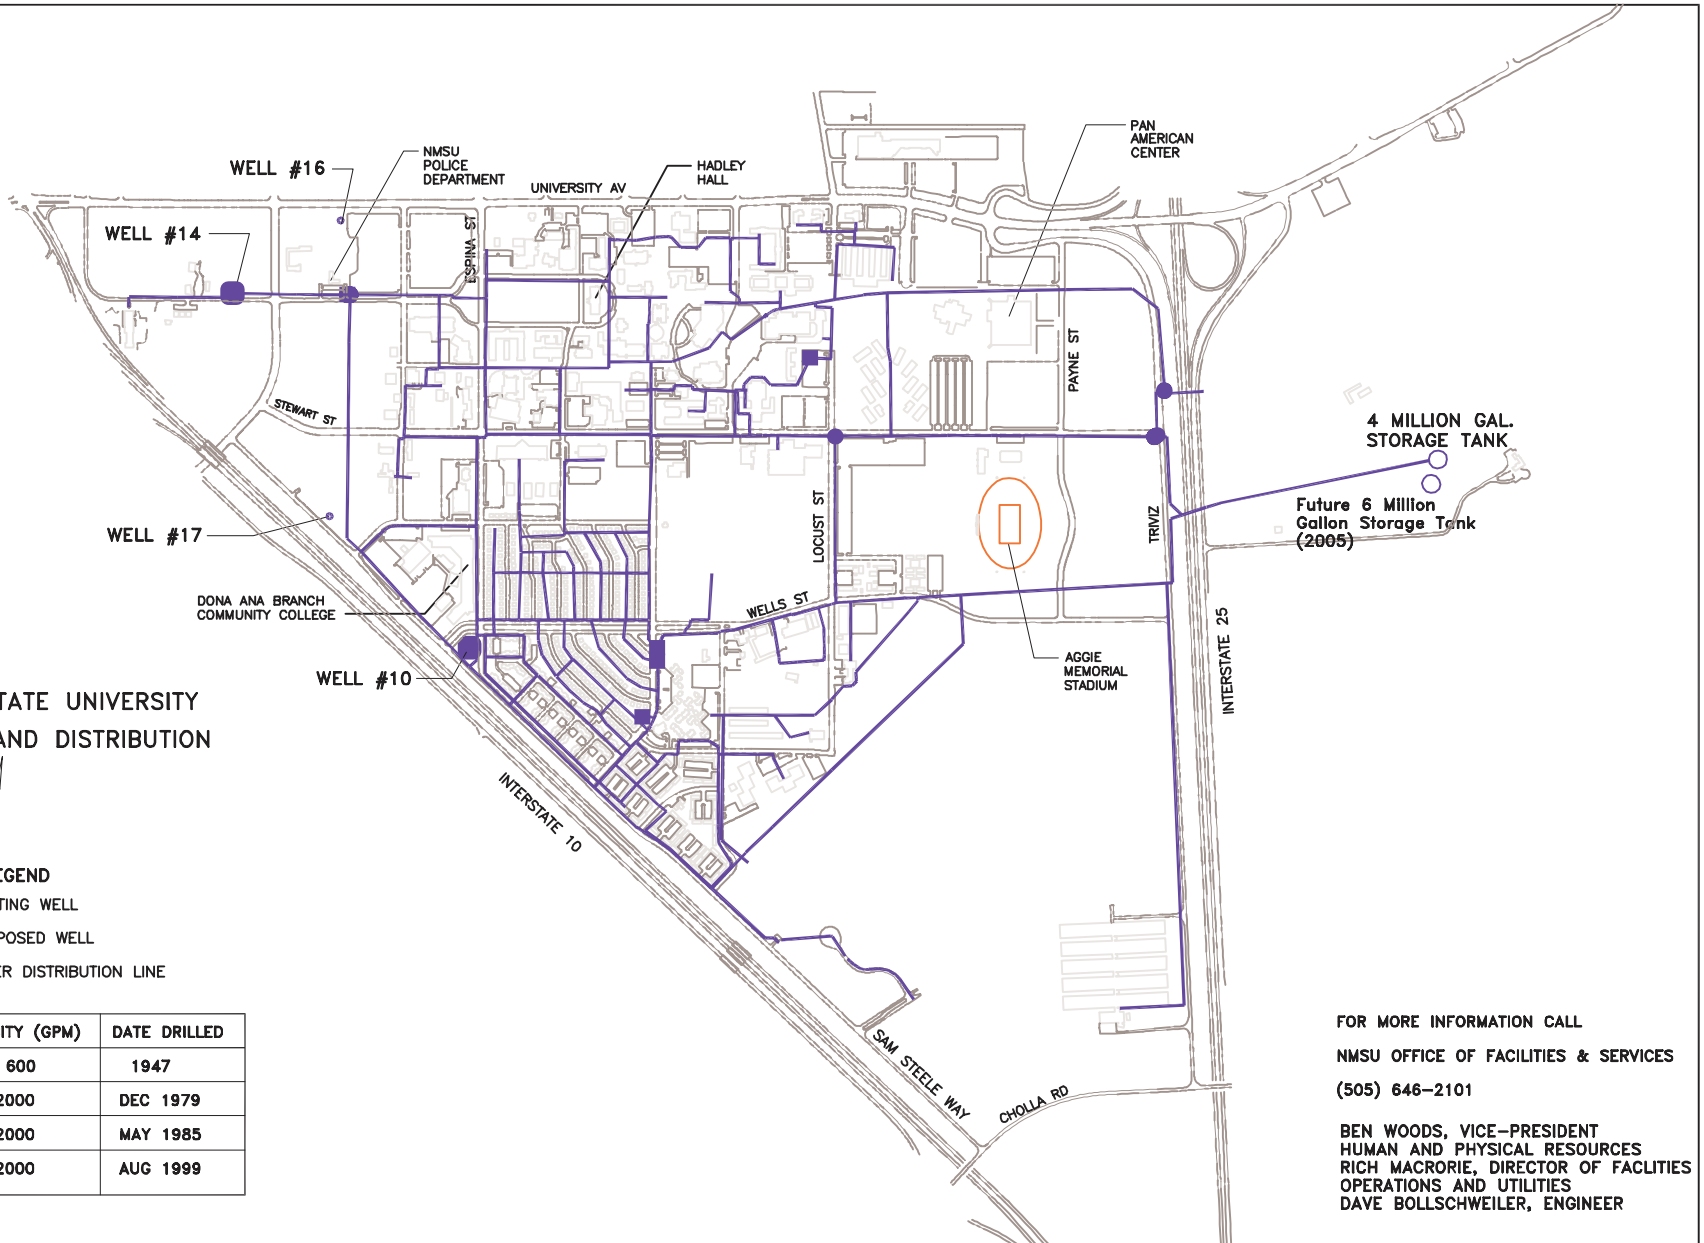 PAN
AMERICAN
CENTER
NMSU
POLICE
DEPARTMENT
WELL #16
HADLEY
HALL
UNIVERSITY AV
WELL #14
ESPINA ST
PAYNE ST
STEWART ST
4 MILLION GAL.
STORAGE TANK
Future 6 Million
Gallon Storage Tank
(2005)
LOCUST ST
TRIVIZ
WELL #17
DONA ANA BRANCH
COMMUNITY COLLEGE
WELLS ST
INTERSTATE 25
AGGIE
MEMORIAL
STADIUM
WELL #10
TATE UNIVERSITY
AND DISTRIBUTION
INTERSTATE 10
EGEND
TING WELL
POSED WELL
ER DISTRIBUTION LINE
ITY (GPM) DATE DRILLED
600 1947
2000 DEC 1979
2000 MAY 1985
2000 AUG 1999
SAM STEELE WAY
CHOLLA RD
FOR MORE INFORMATION CALL
NMSU OFFICE OF FACILITIES & SERVICES
(505) 646-2101
BEN WOODS, VICE-PRESIDENT
HUMAN AND PHYSICAL RESOURCES
RICH MACRORIE, DIRECTOR OF FACLITIES
OPERATIONS AND UTILITIES
DAVE BOLLSCHWEILER, ENGINEER